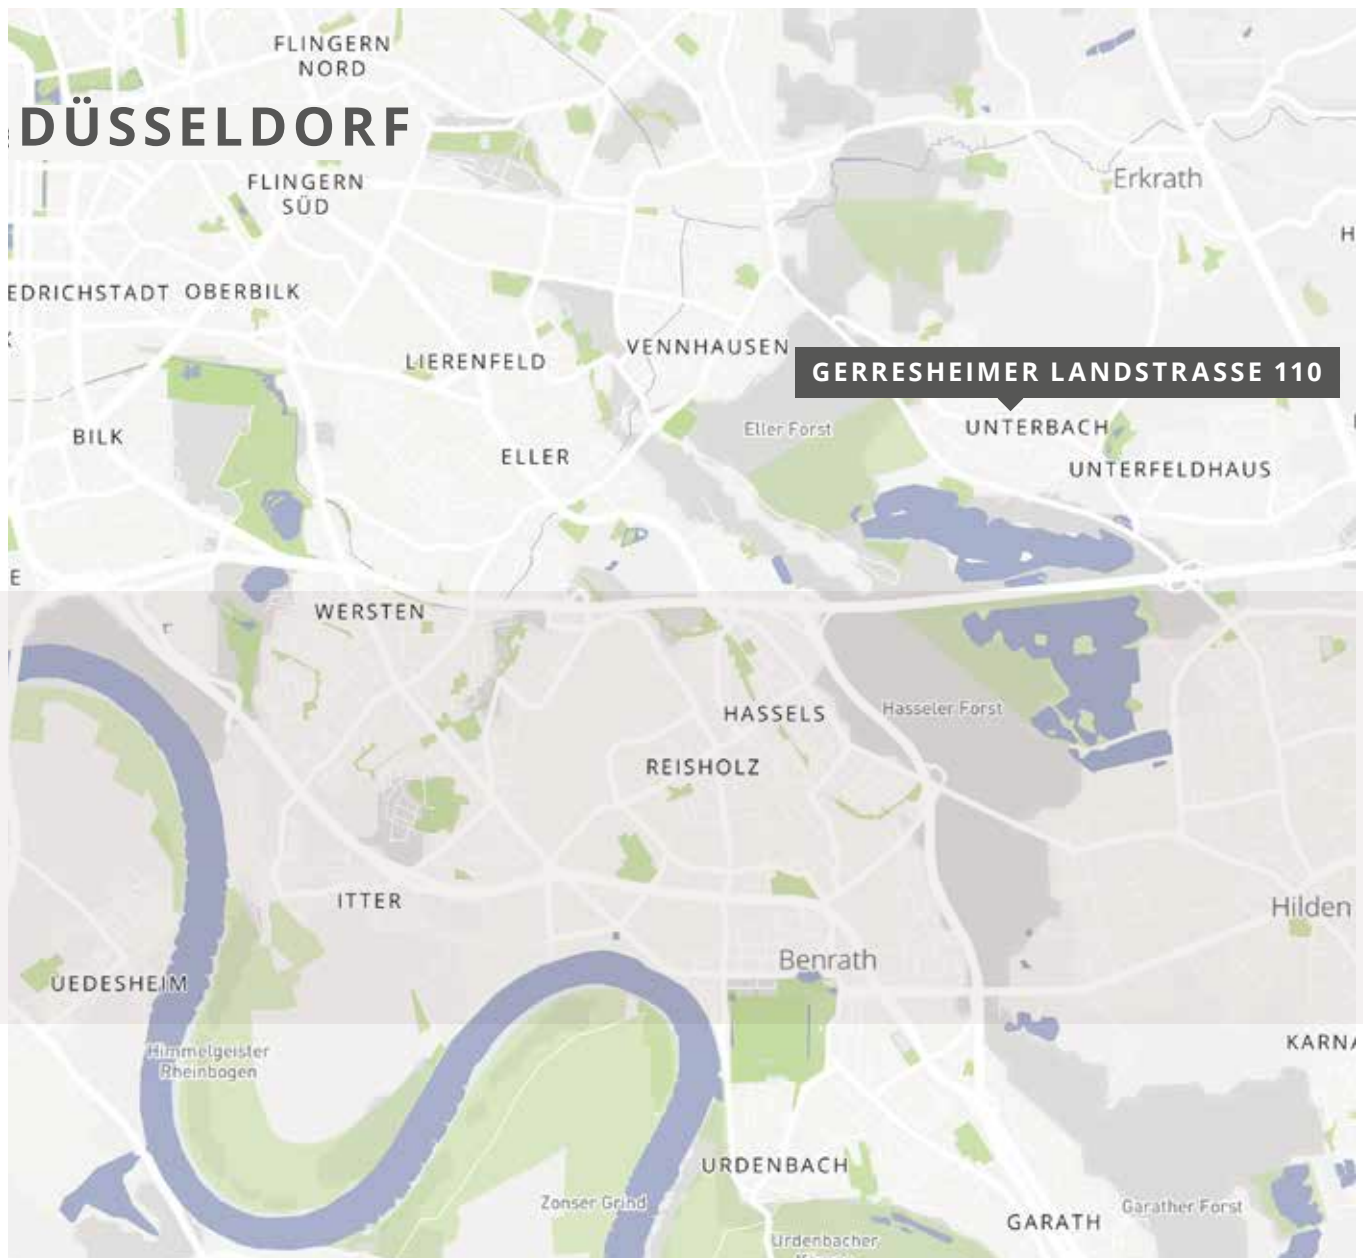 FLINGERN
NORD
DÜSSELDORF
FLINGERN
SÜD
Erkrath
H
EDRICHSTADT OBERBILK
K
LIERENFELD
VENNHAUSEN
GERRESHEIMER LANDSTRASSE 110
BILK
Eller Forst
UNTERBACH
ELLER
UNTERFELDHAUS
E
WERSTEN
HASSELS
Hasseler Forst
REISHOLZ
ITTER
Hilden
Benrath
UEDESHEIM
KARNA
Himmelgeister
Rheinbogen
URDENBACH
Zonser Grind
Garather Forst
GARATH
Urdenbacher